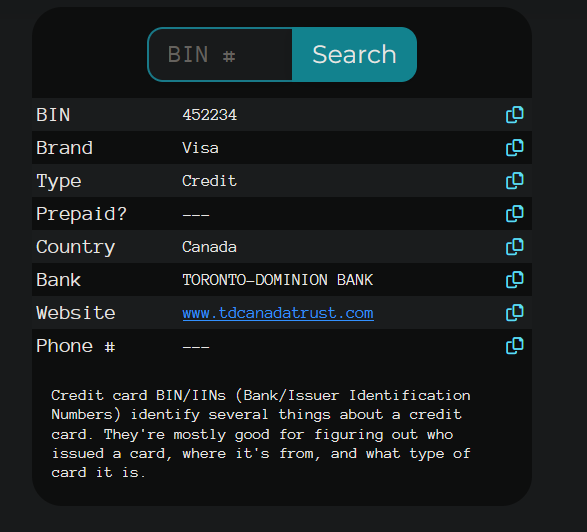 BIN # Search
BIN 452234
Brand Visa
Type Credit
Prepaid? ---
Country Canada
Bank TORONTO-DOMINION BANK
Website www.tdcanadatrust.com
Phone # ---
Credit card BIN/IINs (Bank/Issuer Identification
Numbers) identify several things about a credit
card. They're mostly good for figuring out who
issued a card, where it's from, and what type of
card it is.